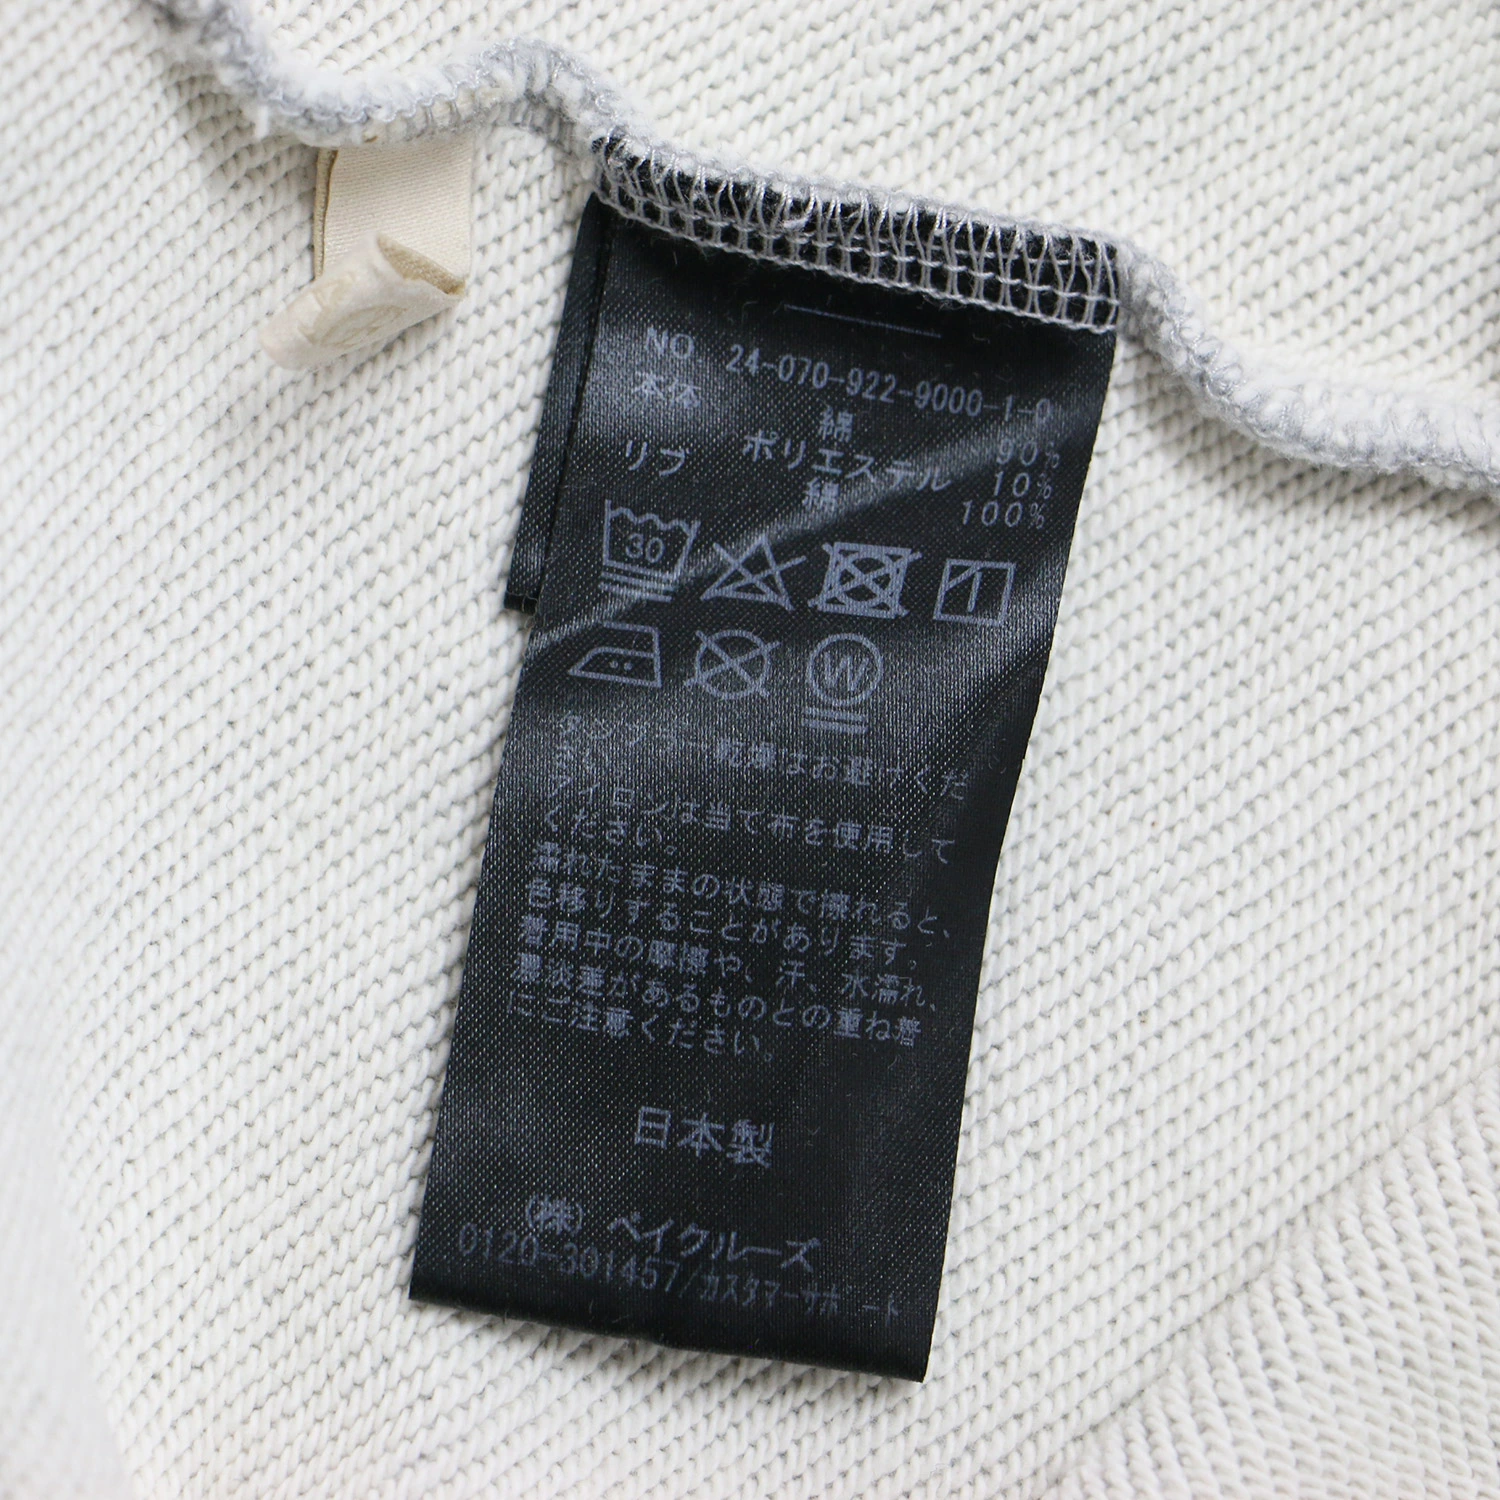 NO 24-070-922-9000-1-0
本体 綿 90%
ポリエステル 10%
リブ 綿 100%
30
W
タンブラー乾燥はお避けくだ
さい。
アイロンは当て布を使用して
ください。
濡れたままの状態で擦れると、
色移りすることがあります。
着用中の摩擦や、汗、水濡れ、
濃淡差があるものとの重ね着
にご注意ください。
日本製
(株)ベイクルーズ
0120-301457/カスタマーサポート